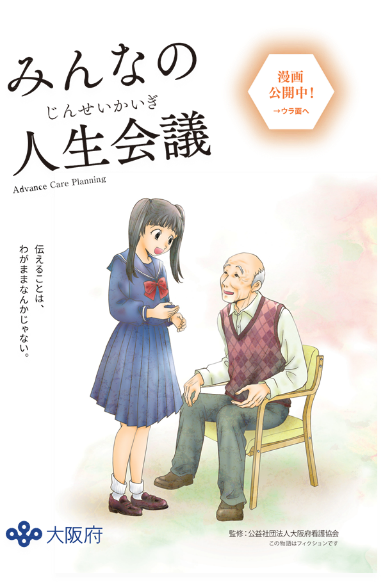 みんなの
じんせいかいぎ
人生会議
Advance Care Planning
漫画
公開中!
→ウラ面へ
伝えることは、
わがままなんかじゃない。
大阪府
監修:公益社団法人大阪府看護協会
この物語はフィクションです